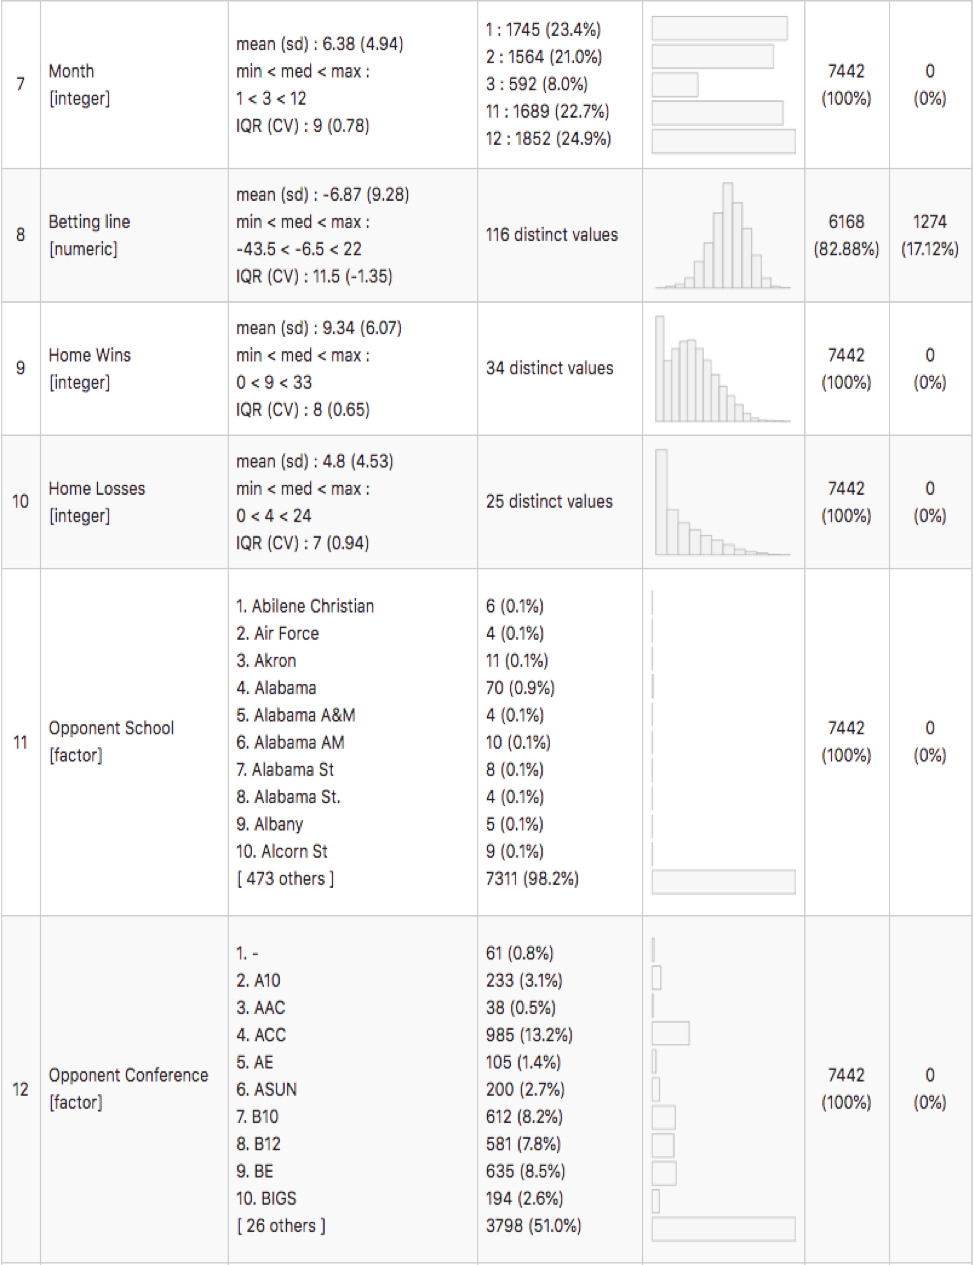 7
Month
[integer]
mean (sd) : 6.38 (4.94)
min < med < max :
1 < 3 < 12
IQR (CV) : 9 (0.78)
1 : 1745 (23.4%)
2 : 1564 (21.0%)
3 : 592 (8.0%)
11 : 1689 (22.7%)
12 : 1852 (24.9%)
7442
(100%)
0
(0%)
8
Betting line
[numeric]
mean (sd) : -6.87 (9.28)
min < med < max :
-43.5 < -6.5 < 22
IQR (CV) : 11.5 (-1.35)
116 distinct values
6168
(82.88%)
1274
(17.12%)
9
Home Wins
[integer]
mean (sd) : 9.34 (6.07)
min < med < max :
0 < 9 < 33
IQR (CV) : 8 (0.65)
34 distinct values
7442
(100%)
0
(0%)
10
Home Losses
[integer]
mean (sd) : 4.8 (4.53)
min < med < max :
0 < 4 < 24
IQR (CV) : 7 (0.94)
25 distinct values
7442
(100%)
0
(0%)
11
Opponent School
[factor]
1. Abilene Christian
2. Air Force
3. Akron
4. Alabama
5. Alabama A&M
6. Alabama AM
7. Alabama St
8. Alabama St.
9. Albany
10. Alcorn St
[ 473 others ]
6 (0.1%)
4 (0.1%)
11 (0.1%)
70 (0.9%)
4 (0.1%)
10 (0.1%)
8 (0.1%)
4 (0.1%)
5 (0.1%)
9 (0.1%)
7311 (98.2%)
7442
(100%)
0
(0%)
12
Opponent Conference
[factor]
1. -
2. A10
3. AAC
4. ACC
5. AE
6. ASUN
7. B10
8. B12
9. BE
10. BIGS
[ 26 others ]
61 (0.8%)
233 (3.1%)
38 (0.5%)
985 (13.2%)
105 (1.4%)
200 (2.7%)
612 (8.2%)
581 (7.8%)
635 (8.5%)
194 (2.6%)
3798 (51.0%)
7442
(100%)
0
(0%)